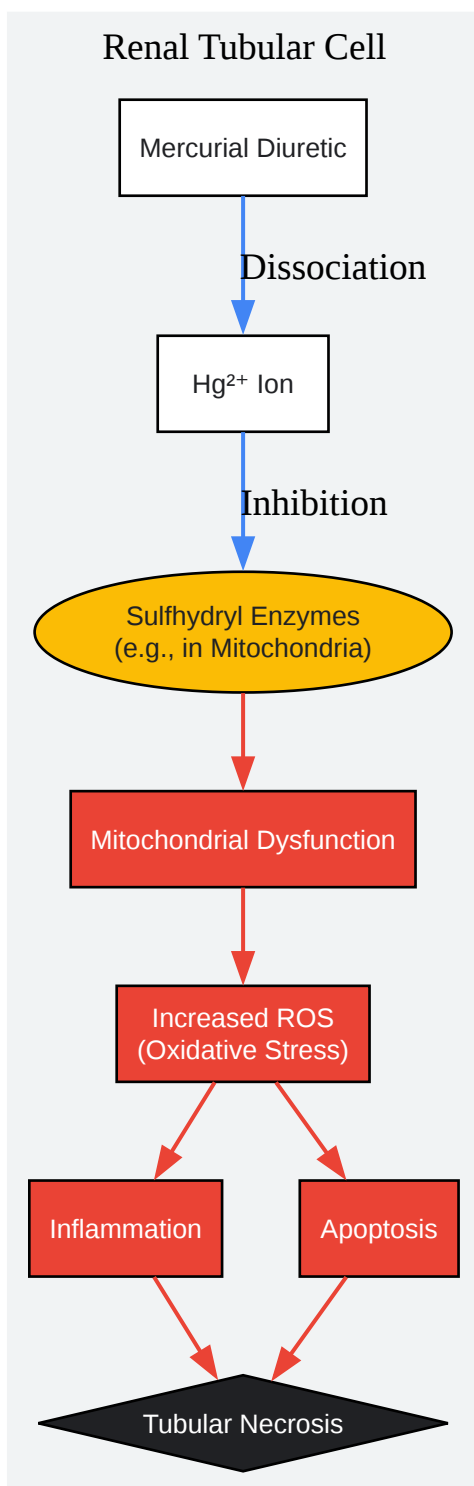 Renal Tubular Cell
Mercurial Diuretic
Dissociation
Hg²⁺ Ion
Inhibition
Sulfhydryl Enzymes
(e.g., in Mitochondria)
Mitochondrial Dysfunction
Increased ROS
(Oxidative Stress)
Inflammation
Apoptosis
Tubular Necrosis